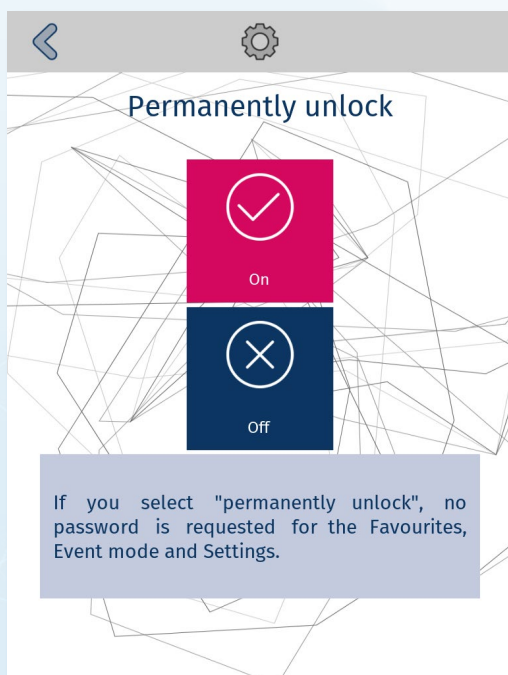 Permanently unlock
On
Off
If you select "permanently unlock", no
password is requested for the Favourites,
Event mode and Settings.